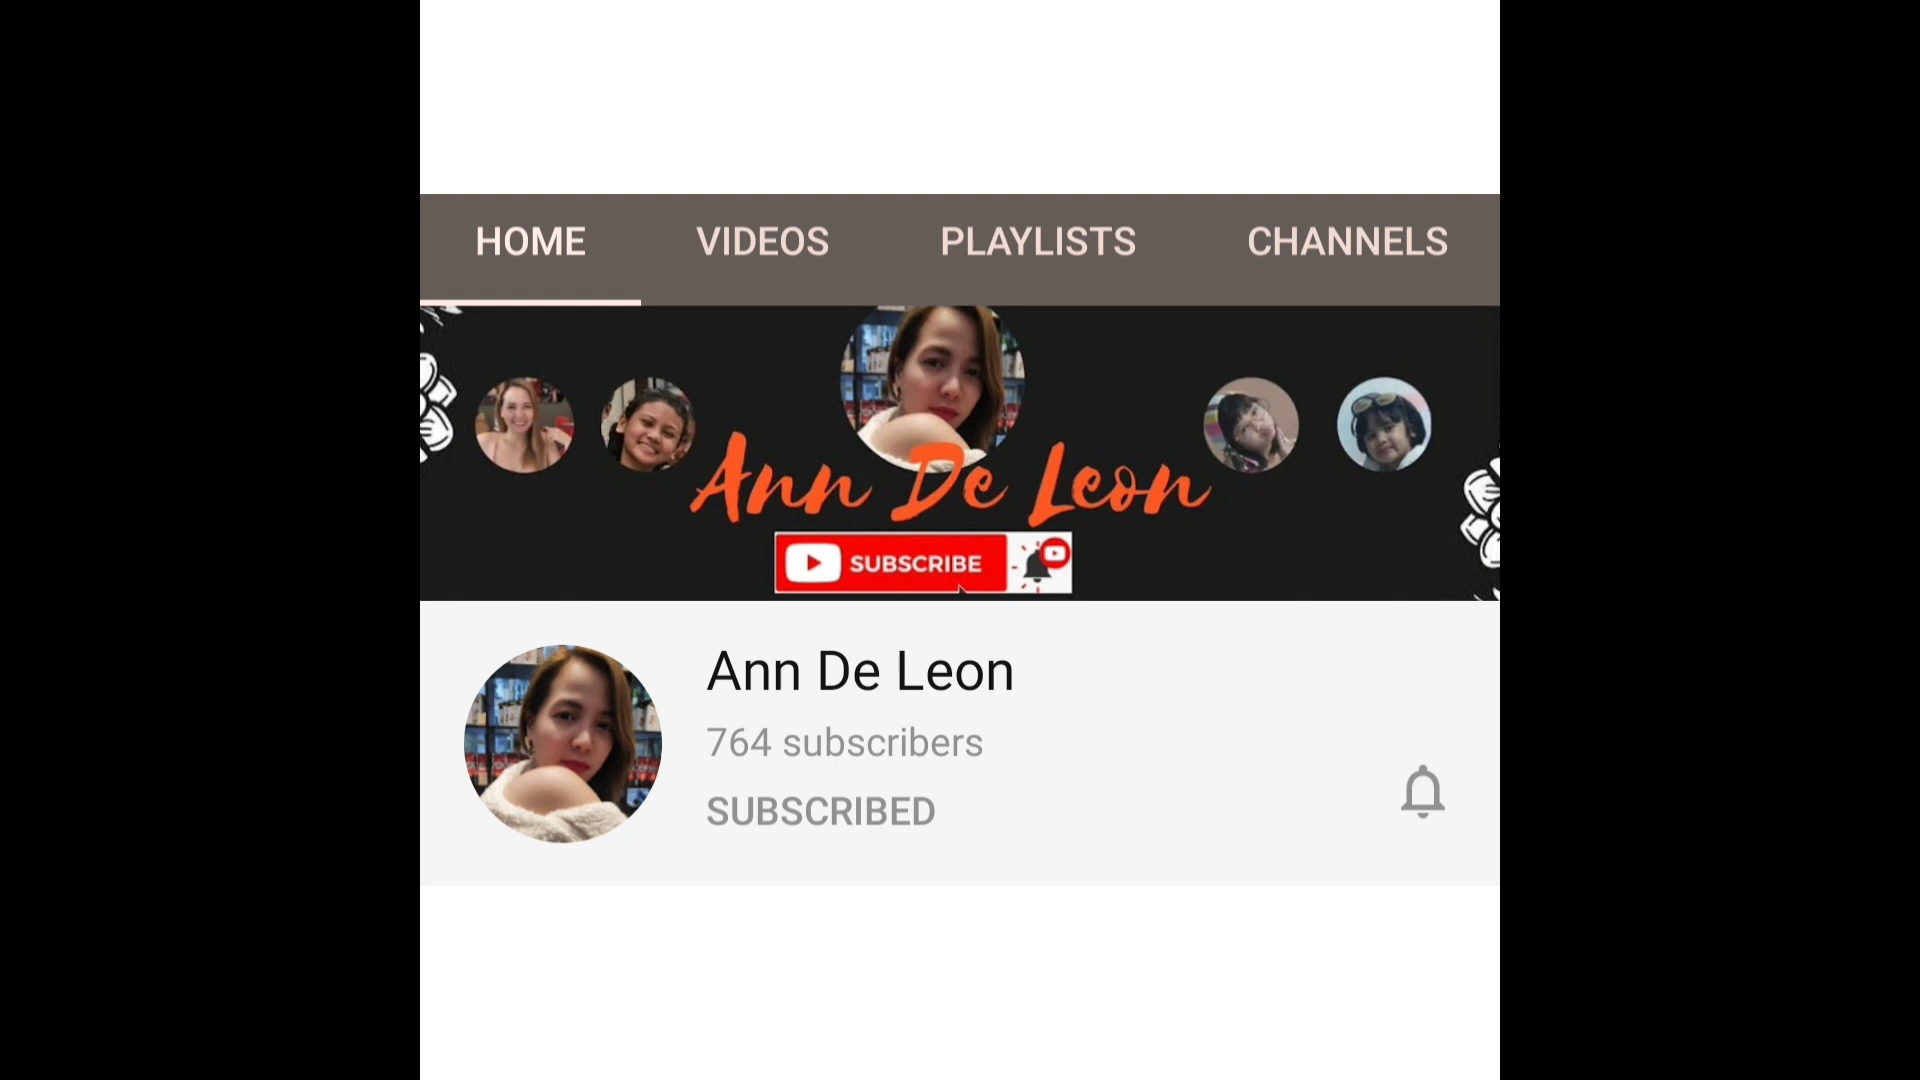 HOME VIDEOS PLAYLISTS CHANNELS
Ann De Leon
SUBSCRIBE
Ann De Leon
764 subscribers
SUBSCRIBED